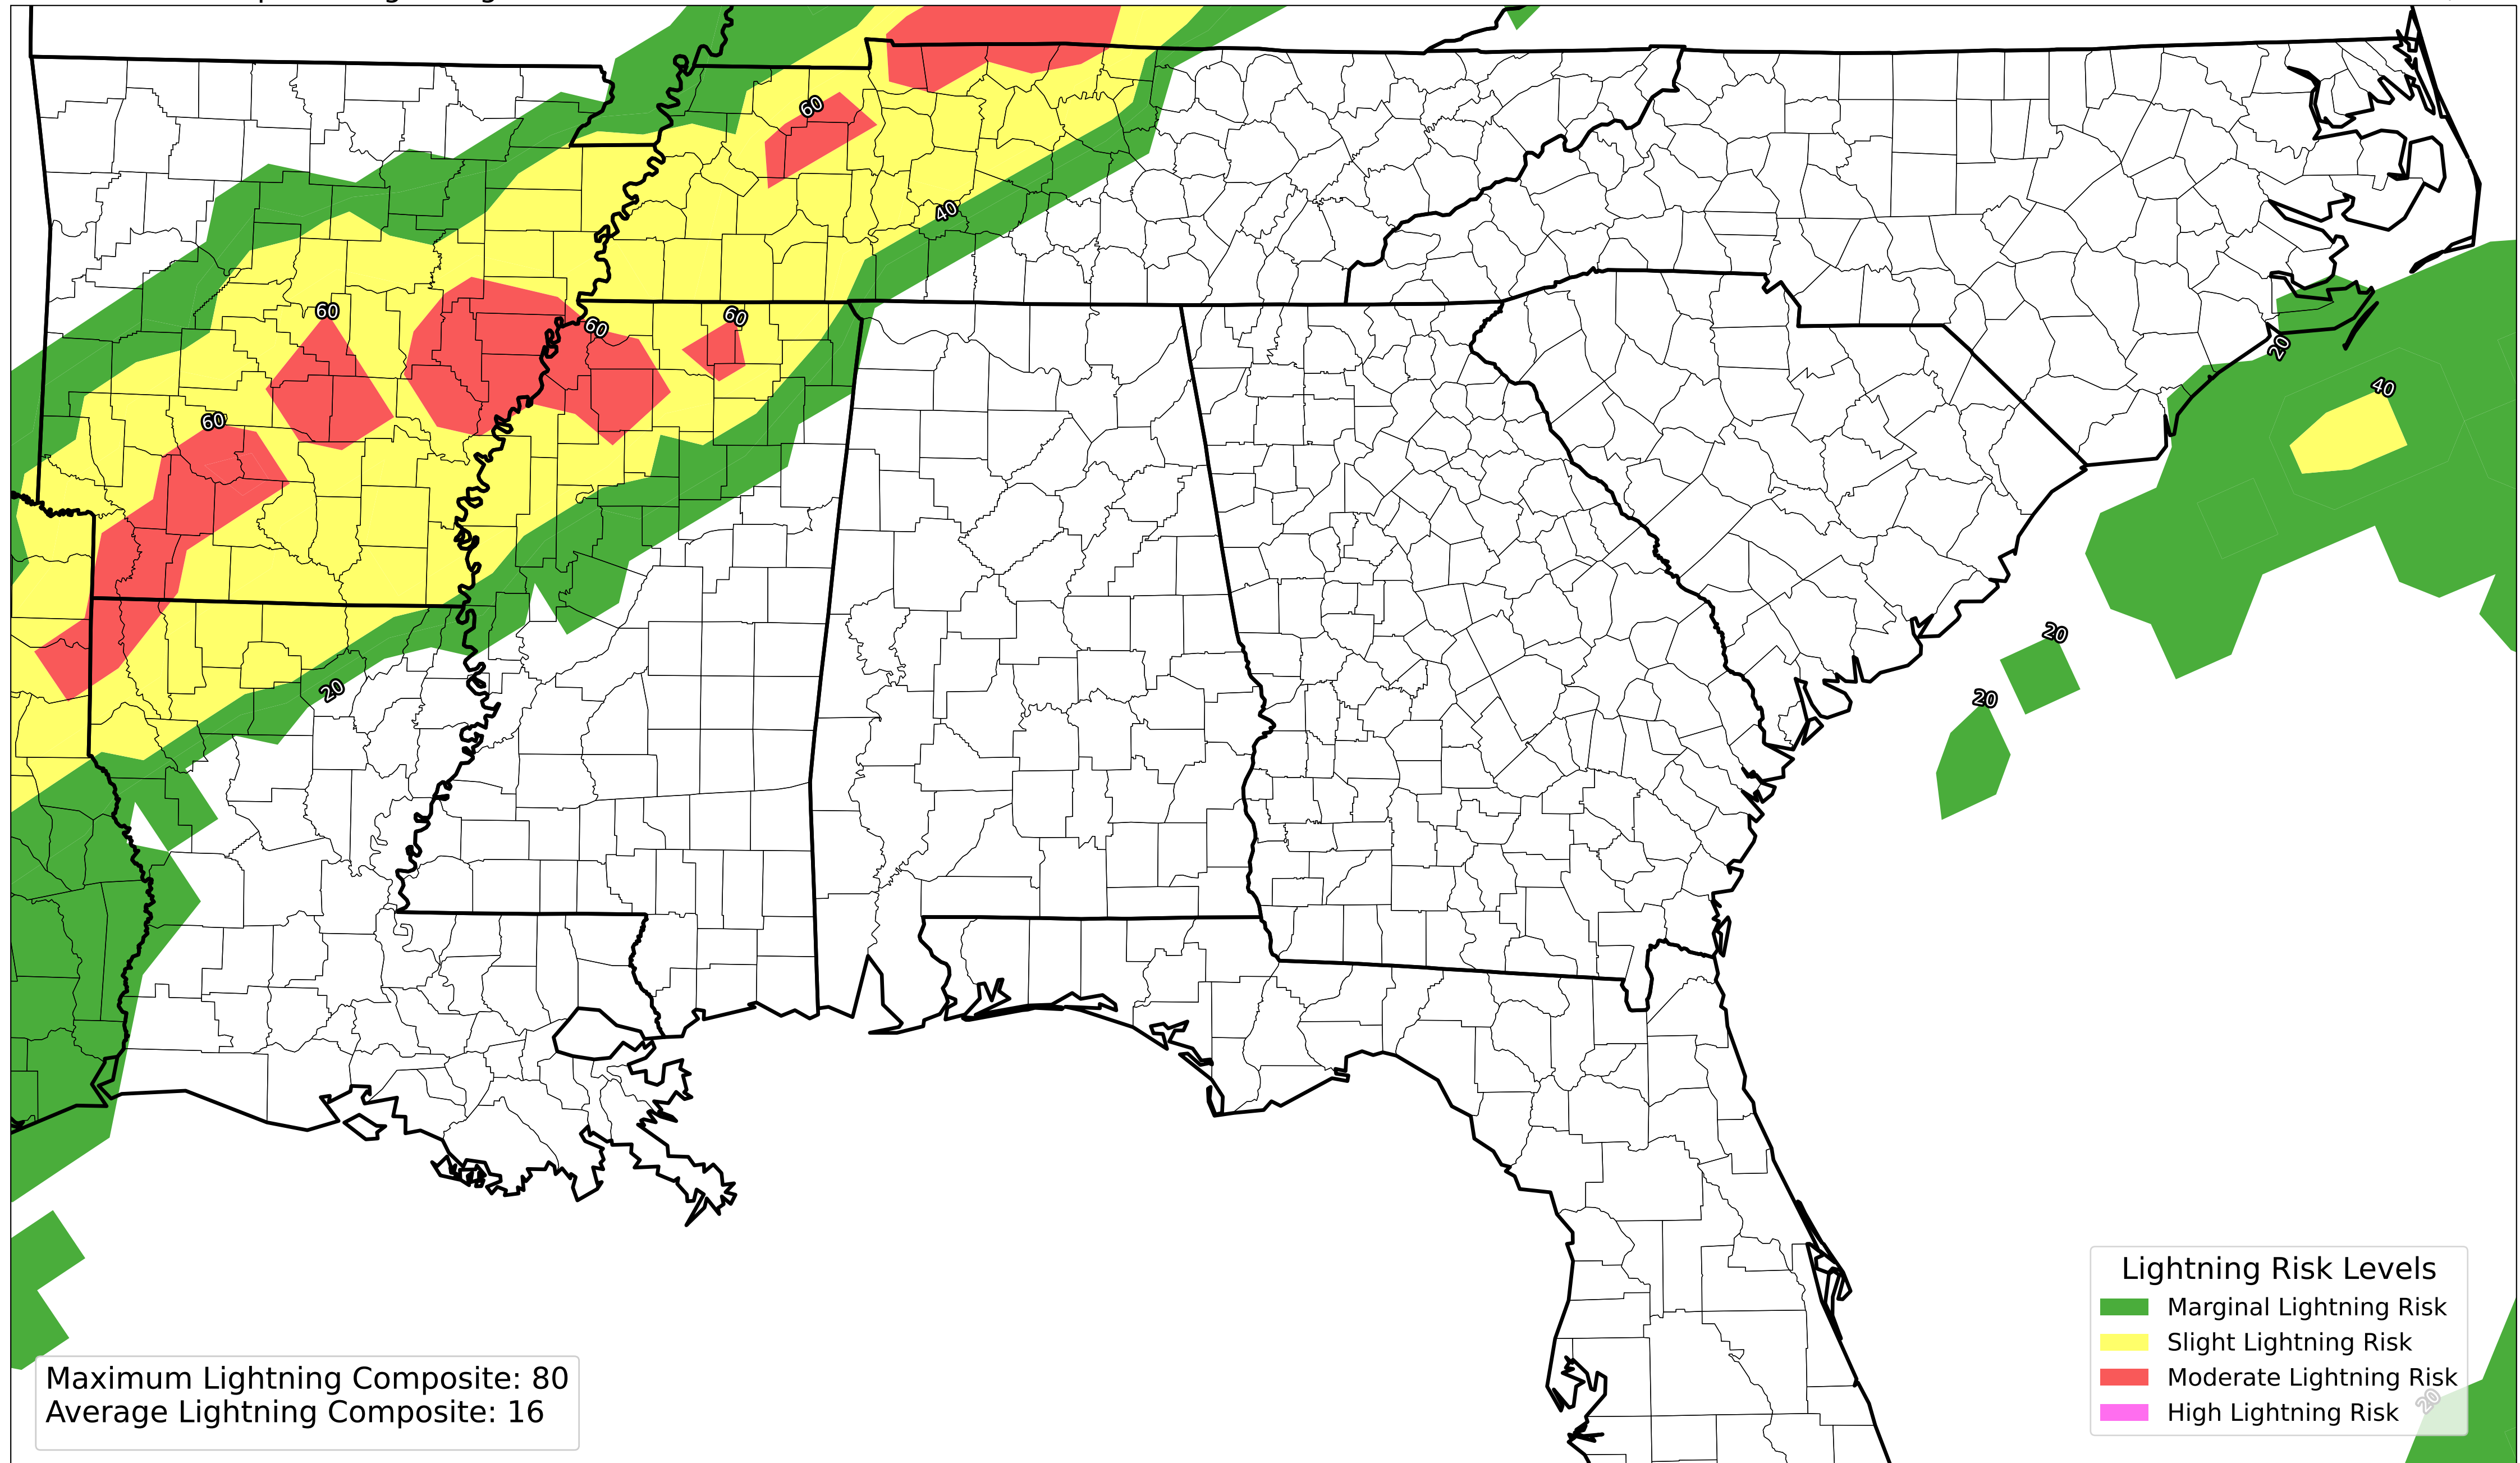 60
40
60
60
60
20
40
60
20
20
20
Lightning Risk Levels
Marginal Lightning Risk
Slight Lightning Risk
Moderate Lightning Risk
High Lightning Risk
20
Maximum Lightning Composite: 80
Average Lightning Composite: 16